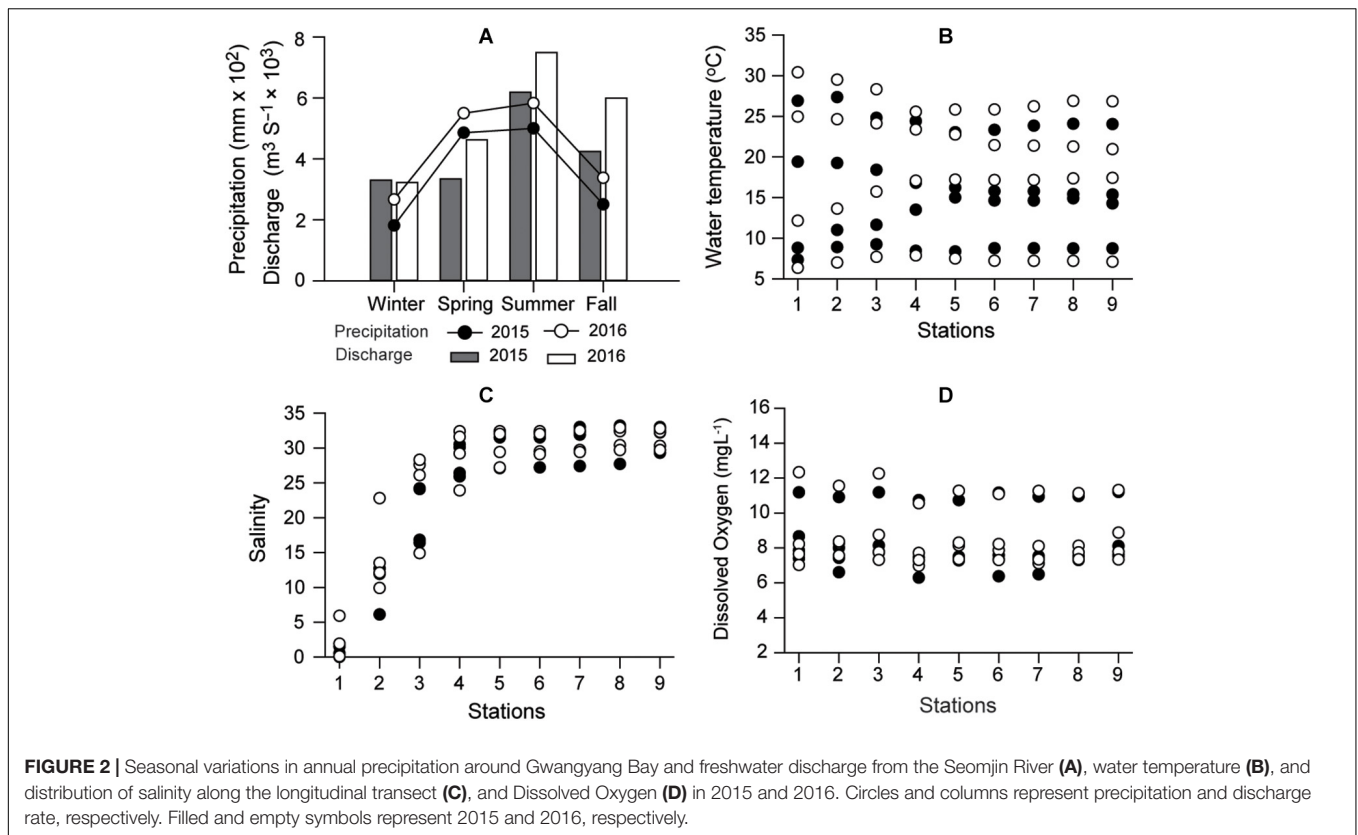 A
Precipitation (mm x 10²)
Discharge (m³ S⁻¹ × 10³)
8
6
4
2
0
Winter Spring Summer Fall
Precipitation 2015 2016
Discharge 2015 2016
B
Water temperature (°C)
35
30
25
20
15
10
5
1 2 3 4 5 6 7 8 9
Stations
C
Salinity
35
30
25
20
15
10
5
0
1 2 3 4 5 6 7 8 9
Stations
D
Dissolved Oxygen (mgL⁻¹)
16
14
12
10
8
6
4
2
1 2 3 4 5 6 7 8 9
Stations
FIGURE 2 | Seasonal variations in annual precipitation around Gwangyang Bay and freshwater discharge from the Seomjin River (A), water temperature (B), and
distribution of salinity along the longitudinal transect (C), and Dissolved Oxygen (D) in 2015 and 2016. Circles and columns represent precipitation and discharge
rate, respectively. Filled and empty symbols represent 2015 and 2016, respectively.